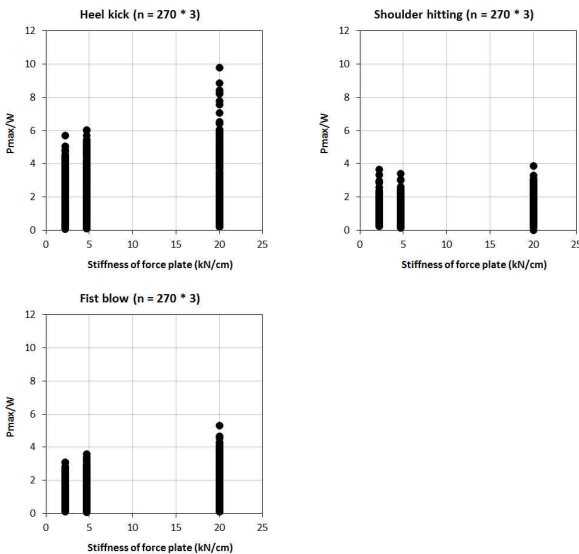 Heel kick (n = 270 * 3)
12
10
8
6
4
2
0
Pmax/W
0 5 10 15 20 25
Stiffness of force plate (kN/cm)
Shoulder hitting (n = 270 * 3)
12
10
8
6
4
2
0
Pmax/W
0 5 10 15 20 25
Stiffness of force plate (kN/cm)
Fist blow (n = 270 * 3)
12
10
8
6
4
2
0
Pmax/W
0 5 10 15 20 25
Stiffness of force plate (kN/cm)